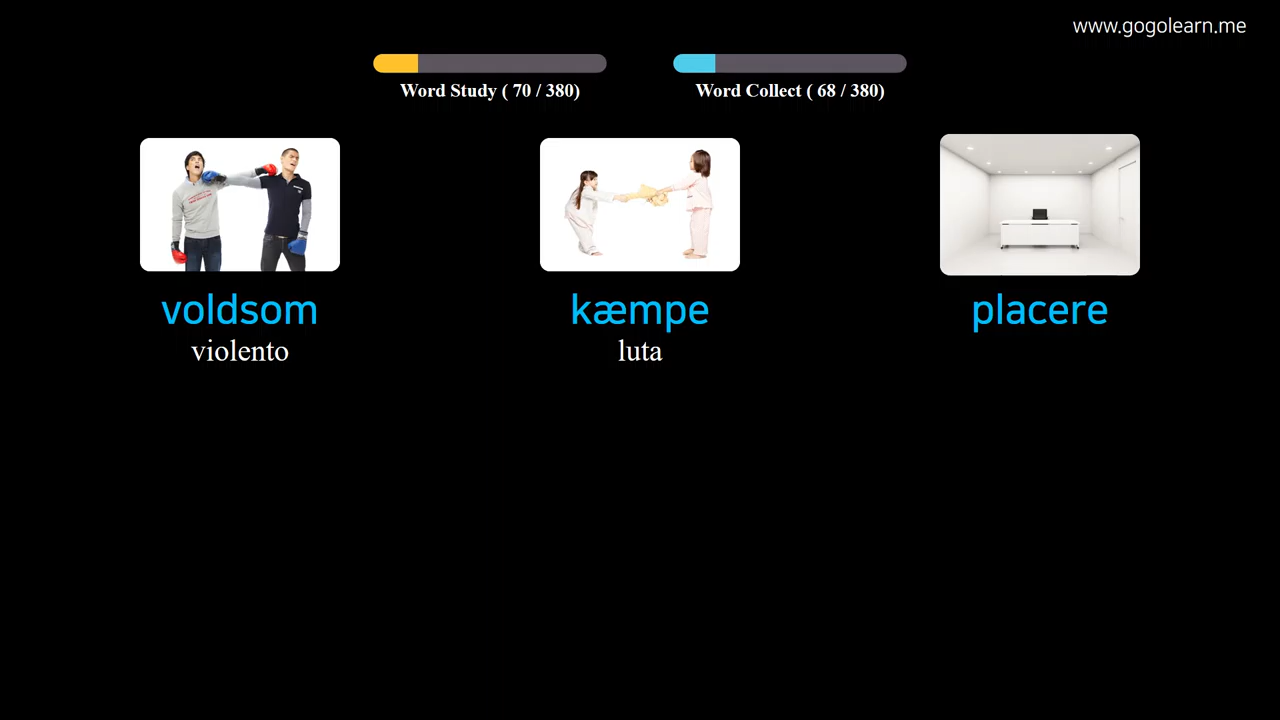 www.gogolearn.me
Word Study ( 70 / 380)
Word Collect ( 68 / 380)
voldsom
violento
kæmpe
luta
placere